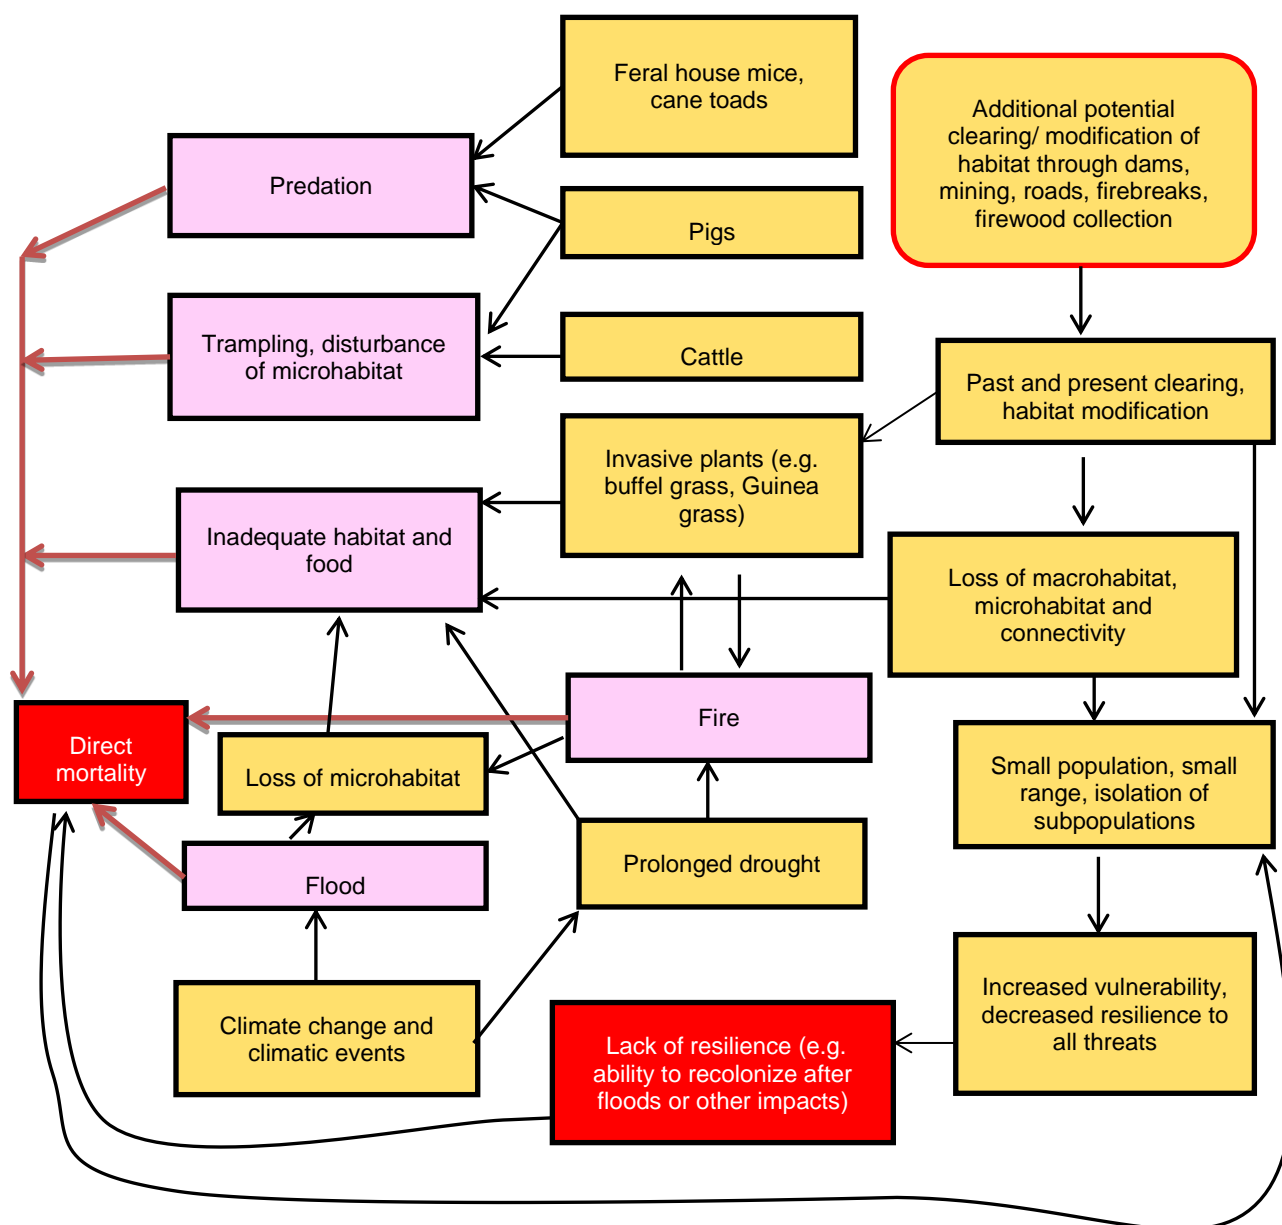 Feral house mice,
cane toads
Additional potential
clearing/ modification of
habitat through dams,
mining, roads, firebreaks,
firewood collection
Predation
Pigs
Trampling, disturbance
of microhabitat
Cattle
Past and present clearing,
habitat modification
Invasive plants (e.g.
buffel grass, Guinea
grass)
Inadequate habitat and
food
Loss of macrohabitat,
microhabitat and
connectivity
Fire
Direct
mortality
Loss of microhabitat
Small population, small
range, isolation of
subpopulations
Prolonged drought
Flood
Increased vulnerability,
decreased resilience to
all threats
Climate change and
climatic events
Lack of resilience (e.g.
ability to recolonize after
floods or other impacts)